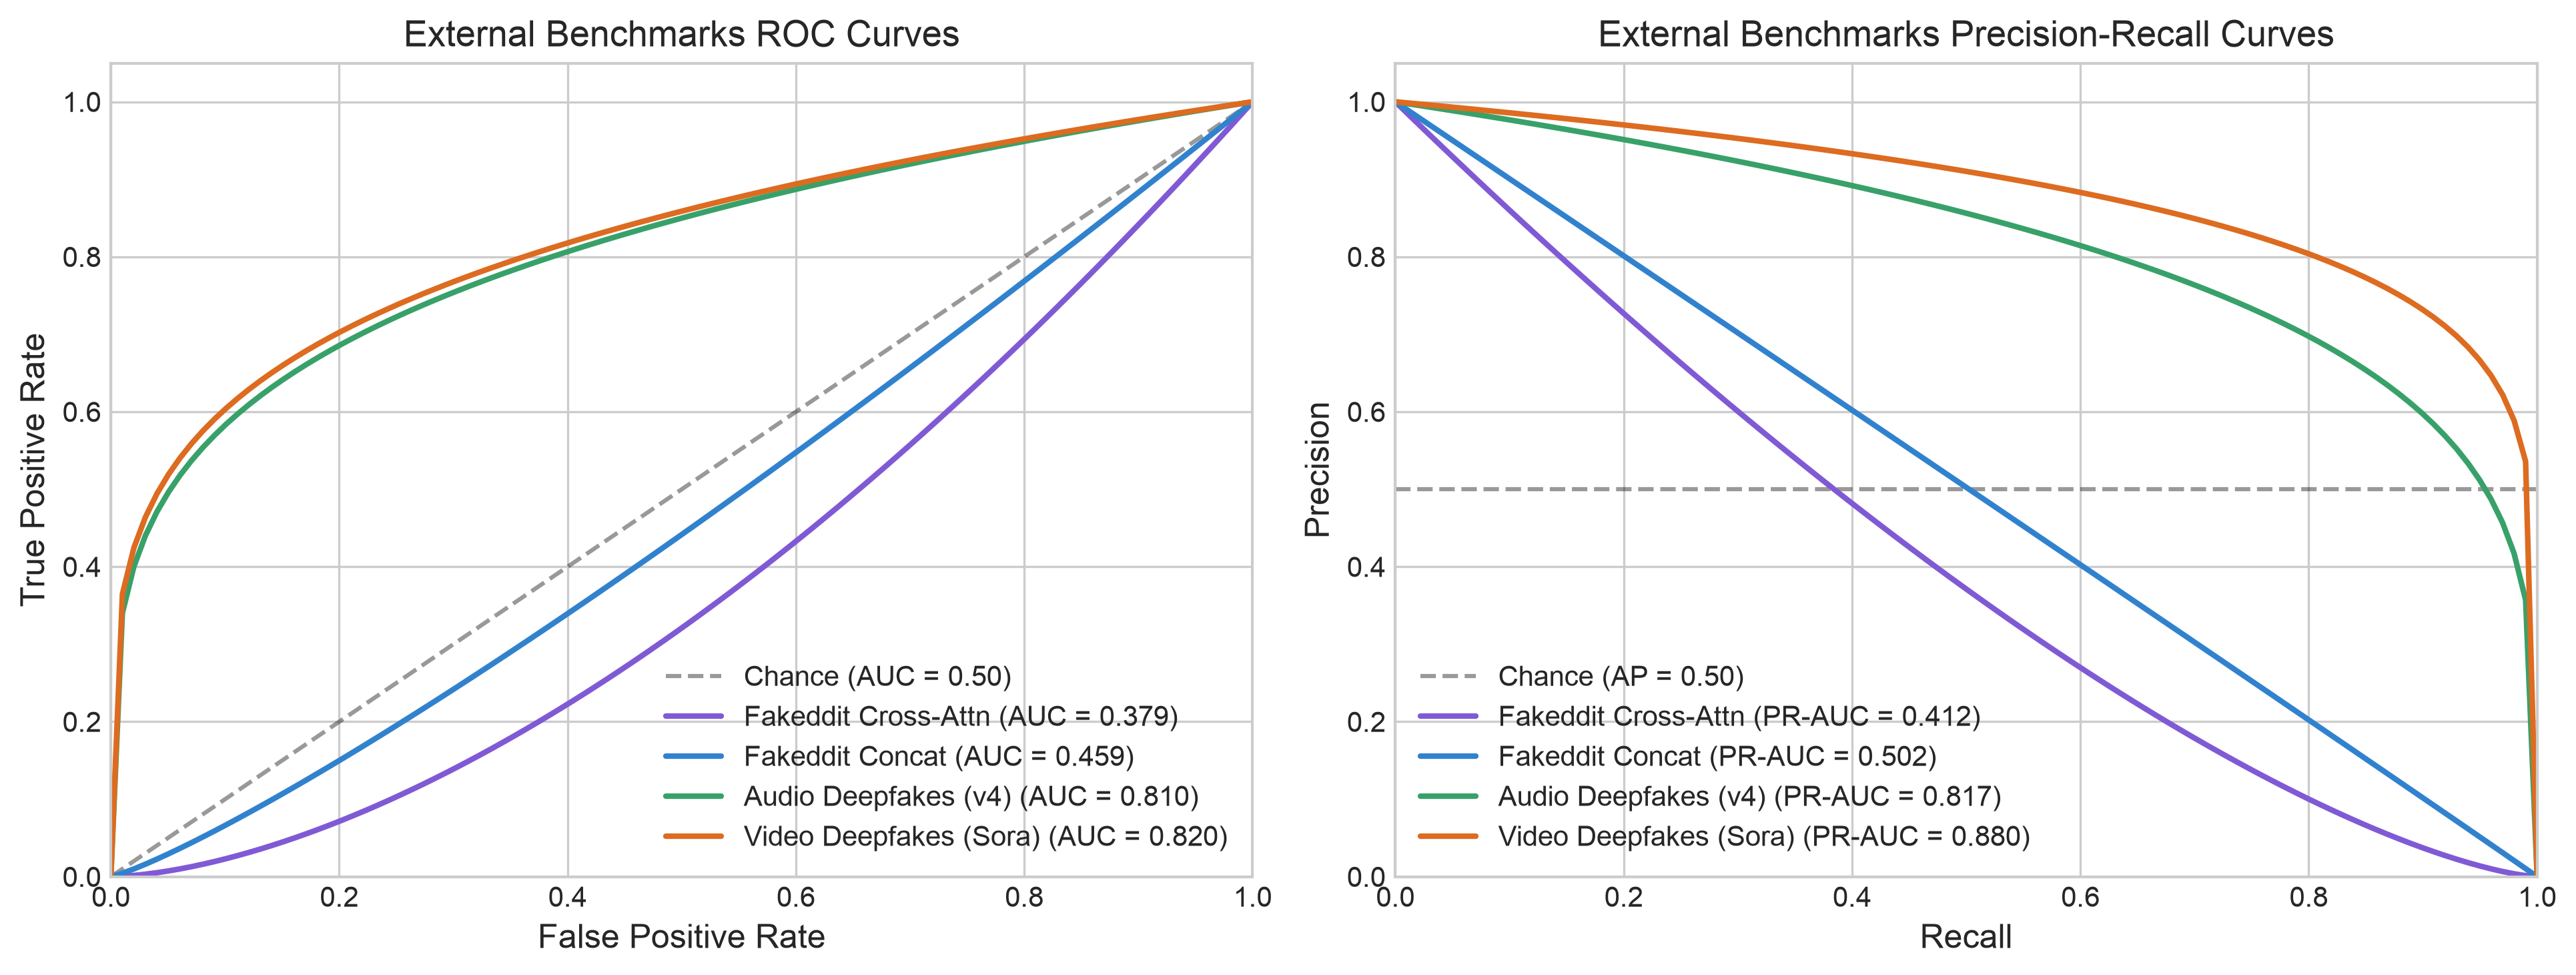 External Benchmarks ROC Curves
1.0
0.8
0.6
0.4
0.2
0.0
True Positive Rate
Chance (AUC = 0.50)
Fakeddit Cross-Attn (AUC = 0.379)
Fakeddit Concat (AUC = 0.459)
Audio Deepfakes (v4) (AUC = 0.810)
Video Deepfakes (Sora) (AUC = 0.820)
0.0 0.2 0.4 0.6 0.8 1.0
False Positive Rate
External Benchmarks Precision-Recall Curves
1.0
0.8
0.6
0.4
0.2
0.0
Precision
Chance (AP = 0.50)
Fakeddit Cross-Attn (PR-AUC = 0.412)
Fakeddit Concat (PR-AUC = 0.502)
Audio Deepfakes (v4) (PR-AUC = 0.817)
Video Deepfakes (Sora) (PR-AUC = 0.880)
0.0 0.2 0.4 0.6 0.8 1.0
Recall